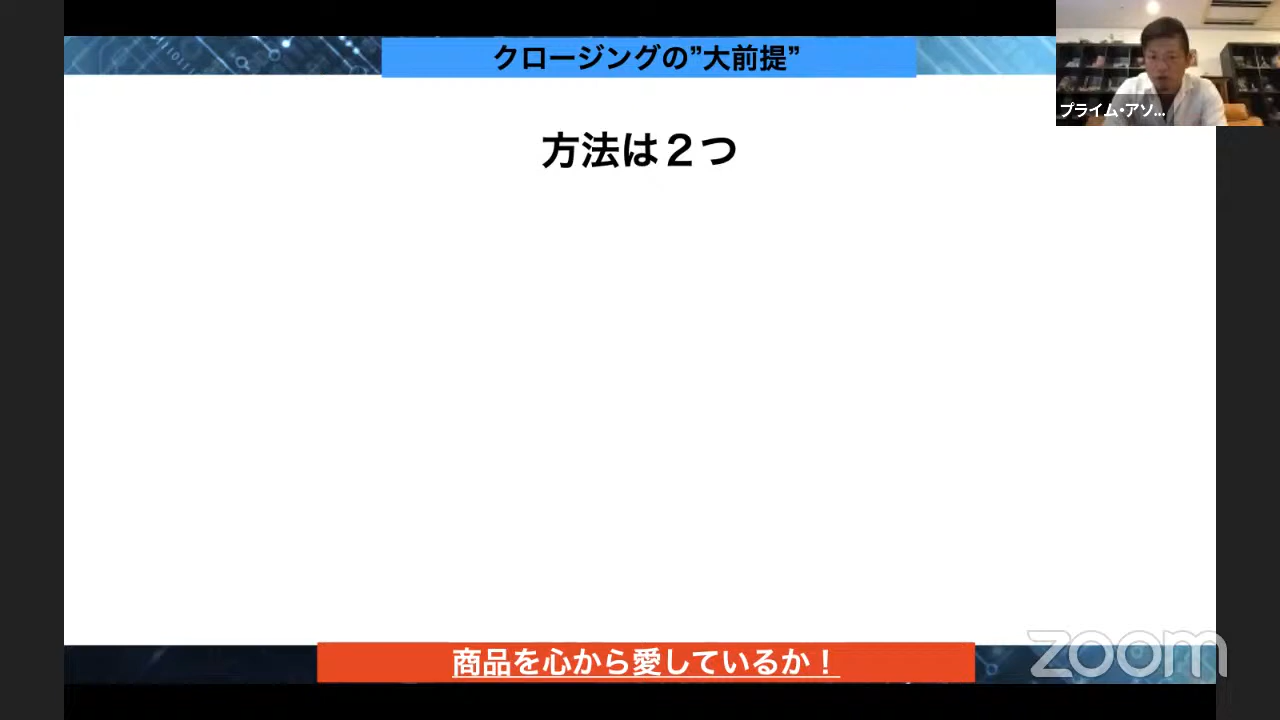 クロージングの”大前提”
プライム・アソ...
方法は２つ
商品を心から愛しているか！
zoom